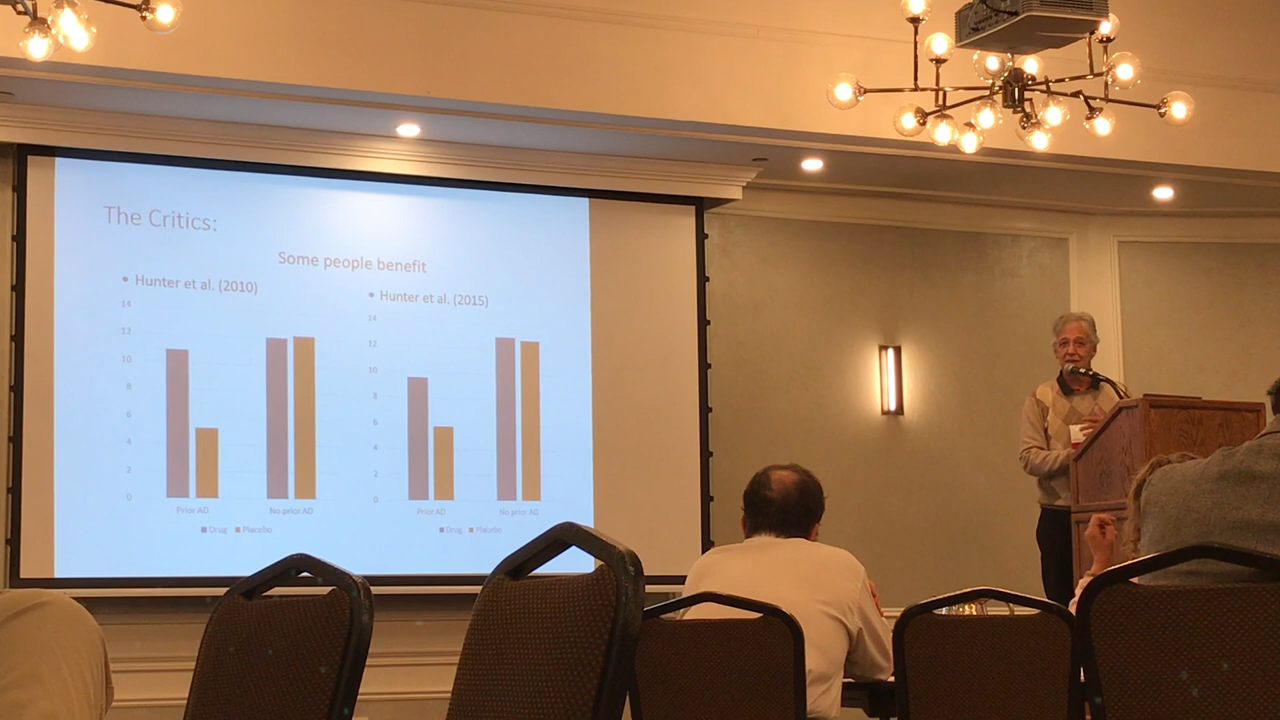 The Critics:
Some people benefit
• Hunter et al. (2010)
14
12
10
8
6
4
2
0
Prior AD No prior AD
Drug Placebo
• Hunter et al. (2015)
14
12
10
8
6
4
2
0
Prior AD No prior AD
Drug Placebo